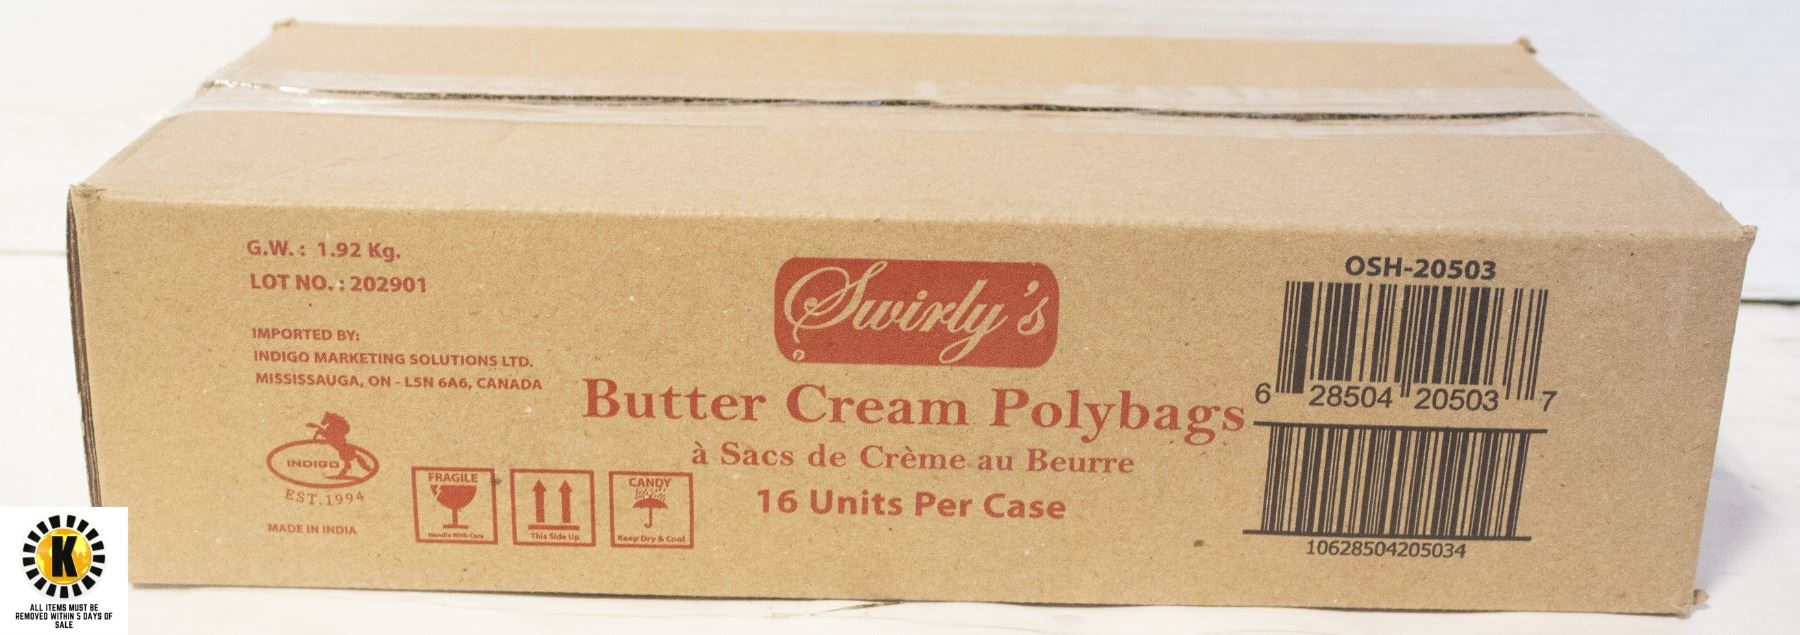 G.W. : 1.92 Kg.
LOT NO. : 202901
IMPORTED BY:
INDIGO MARKETING SOLUTIONS LTD.
MISSISSAUGA, ON - L5N 6A6, CANADA
INDIGO
EST. 1994
MADE IN INDIA
FRAGILE
Handle With Care
This Side Up
CANDY
Keep Dry & Cool
Swirly's
Butter Cream Polybags
à Sacs de Crème au Beurre
16 Units Per Case
OSH-20503
6 28504 20503 7
10628504205034
K
ALL ITEMS MUST BE
REMOVED WITHIN 5 DAYS OF
SALE